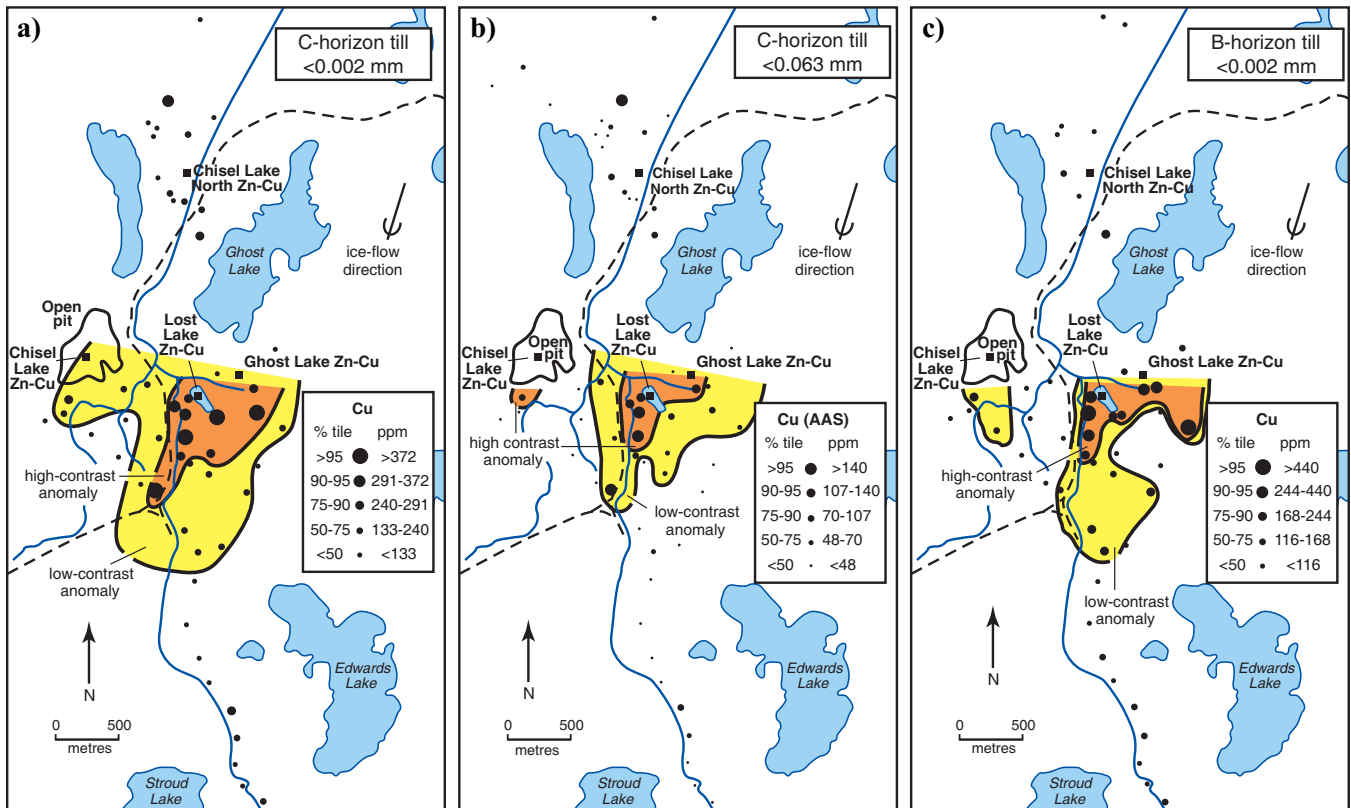 a)
C-horizon till
<0.002 mm
Chisel Lake
North Zn-Cu
Ghost
Lake
ice-flow
direction
Open
pit
Lost
Lake
Zn-Cu
Chisel
Lake
Zn-Cu
Ghost Lake Zn-Cu
Cu
% tile ppm
>95 >372
90-95 291-372
75-90 240-291
50-75 133-240
<50 <133
high-contrast
anomaly
low-contrast
anomaly
N
0 500
metres
Edwards
Lake
Stroud
Lake
b)
C-horizon till
<0.063 mm
Chisel Lake
North Zn-Cu
Ghost
Lake
ice-flow
direction
Lost
Lake
Zn-Cu
Open
pit
Chisel
Lake
Zn-Cu
Ghost Lake Zn-Cu
Cu (AAS)
% tile ppm
>95 >140
90-95 107-140
75-90 70-107
50-75 48-70
<50 <48
high contrast
anomaly
low-contrast
anomaly
N
0 500
metres
Edwards
Lake
Stroud
Lake
c)
B-horizon till
<0.002 mm
Chisel Lake
North Zn-Cu
Ghost
Lake
ice-flow
direction
Lost
Lake
Zn-Cu
Open
pit
Chisel
Lake
Zn-Cu
Ghost Lake Zn-Cu
Cu
% tile ppm
>95 >440
90-95 244-440
75-90 168-244
50-75 116-168
<50 <116
high-contrast
anomaly
low-contrast
anomaly
N
0 500
metres
Edwards
Lake
Stroud
Lake